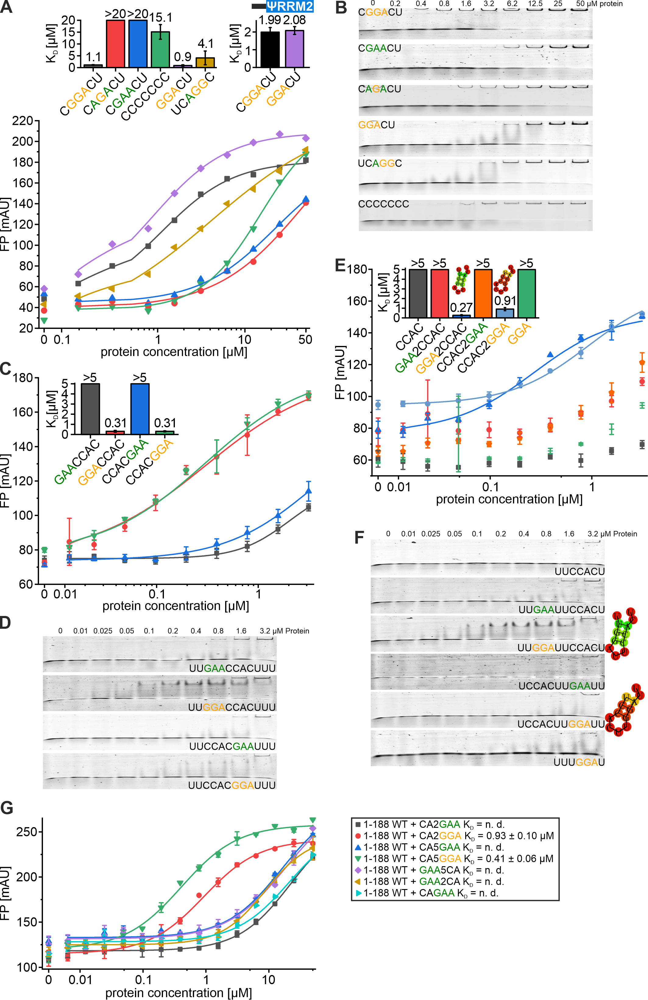 A
ΨRRM2
>20 >20 15.1
1.1
0.9
4.1
20
15
10
5
0
K_D [µM]
CGGACU
CAGACU
CGAACU
CCCCCCC
GGACU
UCAGGC
1.99 2.08
2
1
0
K_D [µM]
CGGACU
GGACU
220
200
180
160
140
120
100
80
60
40
20
FP [mAU]
0 0.1 1 10 50
protein concentration [µM]
B
0 0.2 0.4 0.8 1.6 3.2 6.2 12.5 25 50 µM protein
CGGACU
CGAACU
CAGACU
GGACU
UCAGGC
CCCCCCC
C
180
160
140
120
100
80
60
FP [mAU]
>5 >5
0.31 0.31
5
4
3
2
1
0
K_D[µM]
GAACCAC
GGACCAC
CCACGAA
CCACGGA
0 0.01 0.1 1
protein concentration [µM]
D
0 0.01 0.025 0.05 0.1 0.2 0.4 0.8 1.6 3.2 µM Protein
UUGAACCACUUU
UUGGACCACUUU
UUCCACGAAUUU
UUCCACGGAUUU
E
180
160
140
120
100
80
60
FP [mAU]
>5 >5 >5 >5
0.27
0.91
5
4
3
2
1
0
K_D [µM]
CCAC
GAA2CCAC
GGA2CCAC
CCAC2GAA
CCAC2GGA
GGA
0 0.01 0.1 1
protein concentration [µM]
F
0 0.01 0.025 0.05 0.1 0.2 0.4 0.8 1.6 3.2 µM Protein
UUCCACU
UUGAAUUCCACU
UUGGAUUCCACU
UCCACUUGAAUU
UCCACUUGGAUU
UUUGGAU
G
250
200
150
100
FP [mAU]
0 0.01 0.1 1 10
protein concentration [µM]
1-188 WT + CA2GAA K_D = n. d.
1-188 WT + CA2GGA K_D = 0.93 ± 0.10 µM
1-188 WT + CA5GAA K_D = n. d.
1-188 WT + CA5GGA K_D = 0.41 ± 0.06 µM
1-188 WT + GAA5CA K_D = n. d.
1-188 WT + GAA2CA K_D = n. d.
1-188 WT + CAGAA K_D = n. d.